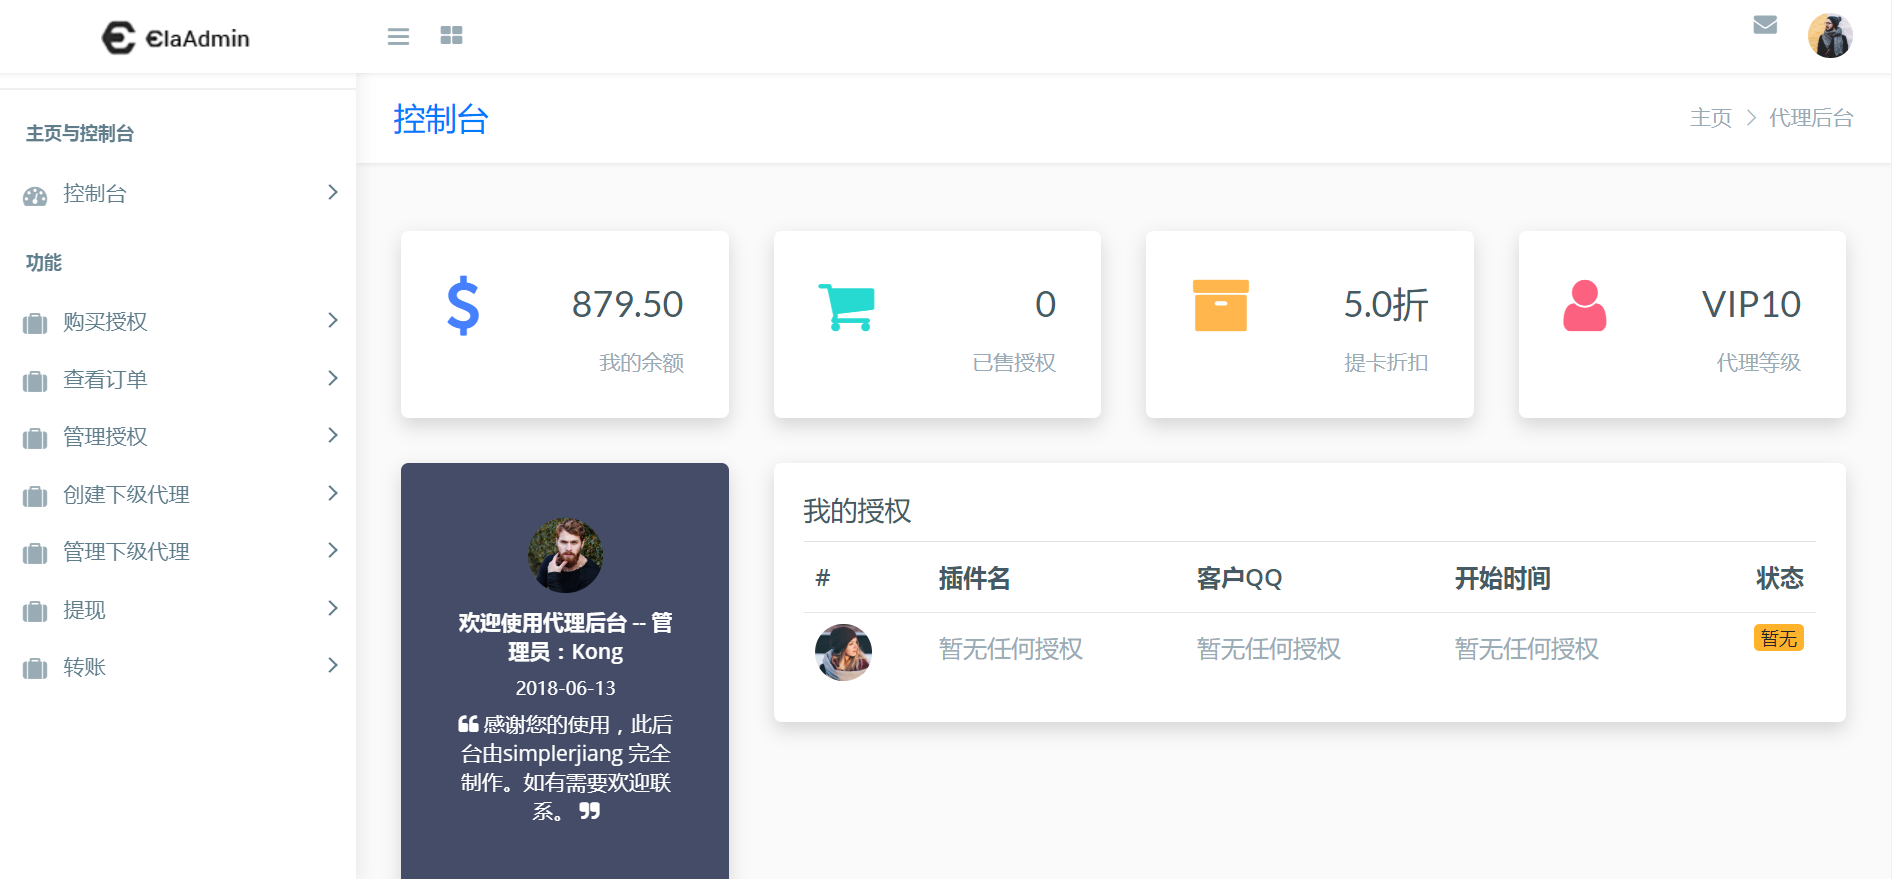 ElaAdmin
主页与控制台
控制台
功能
购买授权
查看订单
管理授权
创建下级代理
管理下级代理
提现
转账
控制台
主页 > 代理后台
879.50
我的余额
0
已售授权
5.0折
提卡折扣
VIP10
代理等级
欢迎使用代理后台 -- 管
理员：Kong
2018-06-13
“ 感谢您的使用，此后
台由simplerjiang 完全
制作。如有需要欢迎联
系。 ”
我的授权
# 插件名 客户QQ 开始时间 状态
暂无任何授权 暂无任何授权 暂无任何授权 暂无